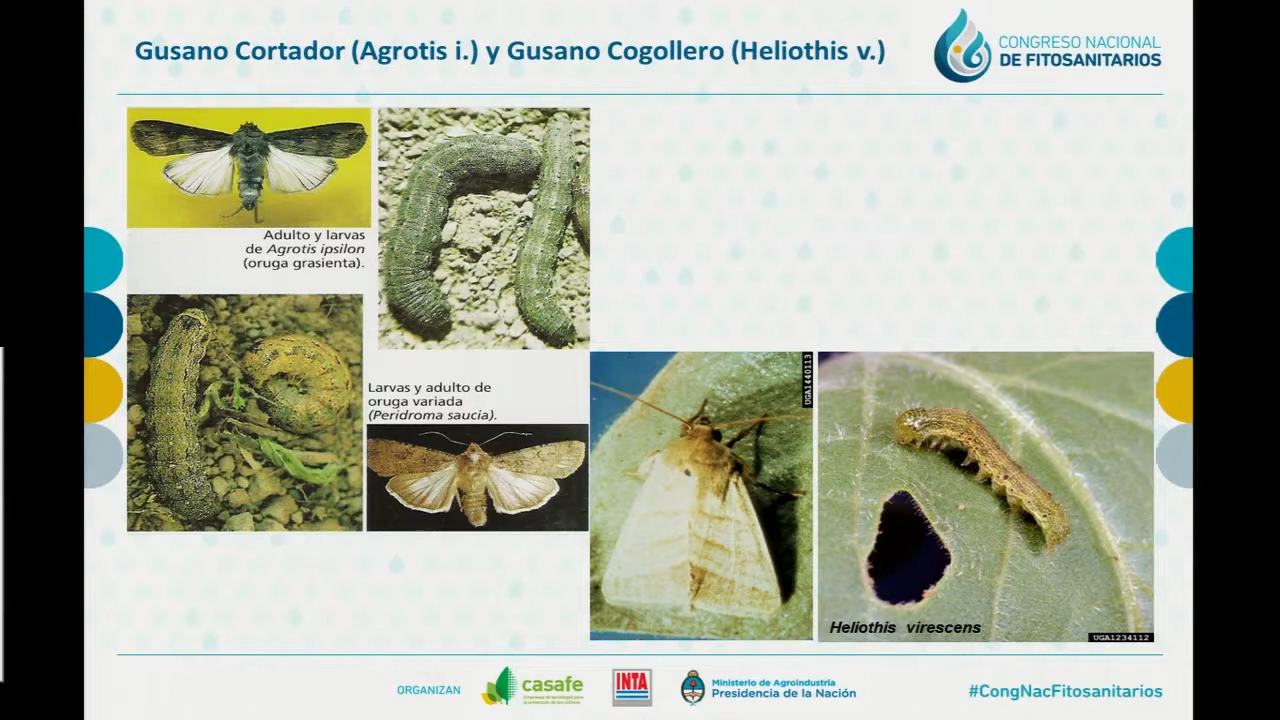 Gusano Cortador (Agrotis i.) y Gusano Cogollero (Heliothis v.)
CONGRESO NACIONAL
DE FITOSANITARIOS
Adulto y larvas
de Agrotis ipsilon
(oruga grasienta).
Larvas y adulto de
oruga variada
(Peridroma saucia).
UGA1440113
Heliothis virescens
UGA1234112
ORGANIZAN
casafe
INTA
Ministerio de Agroindustria
Presidencia de la Nación
#CongNacFitosanitarios